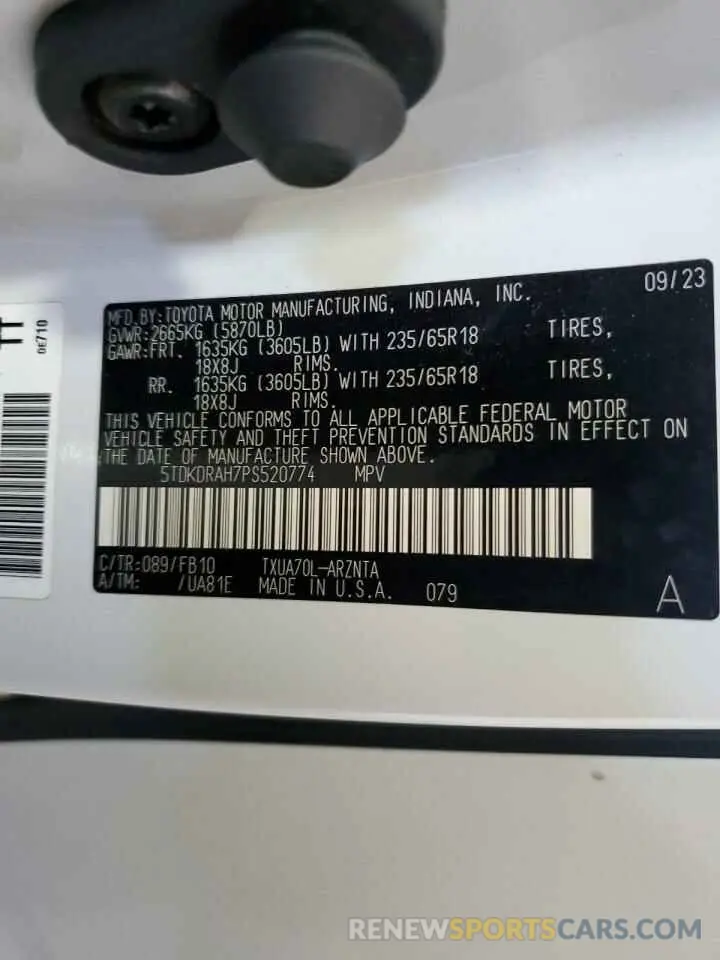 TT
0E710
MFD.BY:TOYOTA MOTOR MANUFACTURING, INDIANA, INC. 09/23
GVWR:2665KG (5870LB)
GAWR:FRT. 1635KG (3605LB) WITH 235/65R18 TIRES,
18X8J RIMS.
RR. 1635KG (3605LB) WITH 235/65R18 TIRES,
18X8J RIMS.
THIS VEHICLE CONFORMS TO ALL APPLICABLE FEDERAL MOTOR
VEHICLE SAFETY AND THEFT PREVENTION STANDARDS IN EFFECT ON
THE DATE OF MANUFACTURE SHOWN ABOVE.
5TDKDRAH7PS520774 MPV
C/TR:089/FB10 TXUA70L-ARZNTA
A/TM: /UA81E MADE IN U.S.A. 079 A
RENEWSPORTSCARS.COM